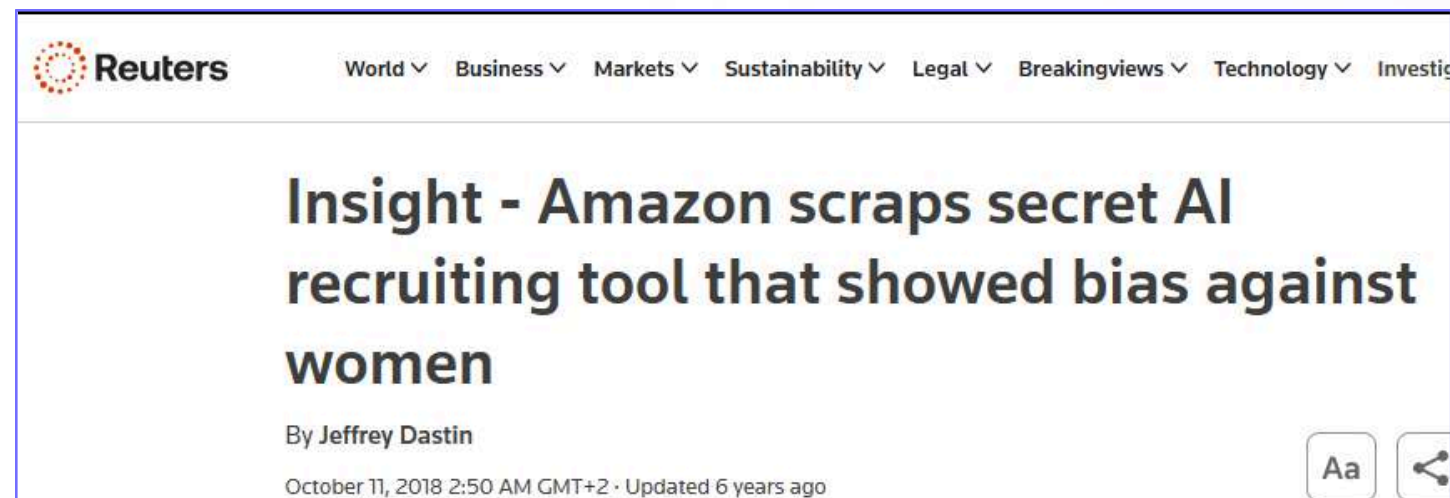 Reuters World Business Markets Sustainability Legal Breakingviews Technology Investig
Insight - Amazon scraps secret AI
recruiting tool that showed bias against
women
By Jeffrey Dastin
Aa
October 11, 2018 2:50 AM GMT+2 · Updated 6 years ago